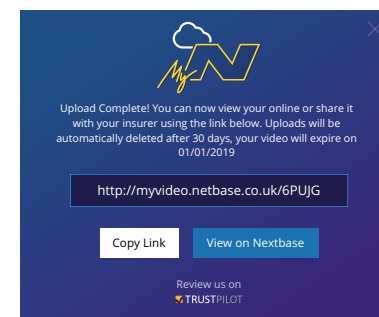 My N
Upload Complete! You can now view your online or share it
with your insurer using the link below. Uploads will be
automatically deleted after 30 days, your video will expire on
01/01/2019
http://myvideo.netbase.co.uk/6PUJG
Copy Link
View on Nextbase
Review us on
TRUSTPILOT